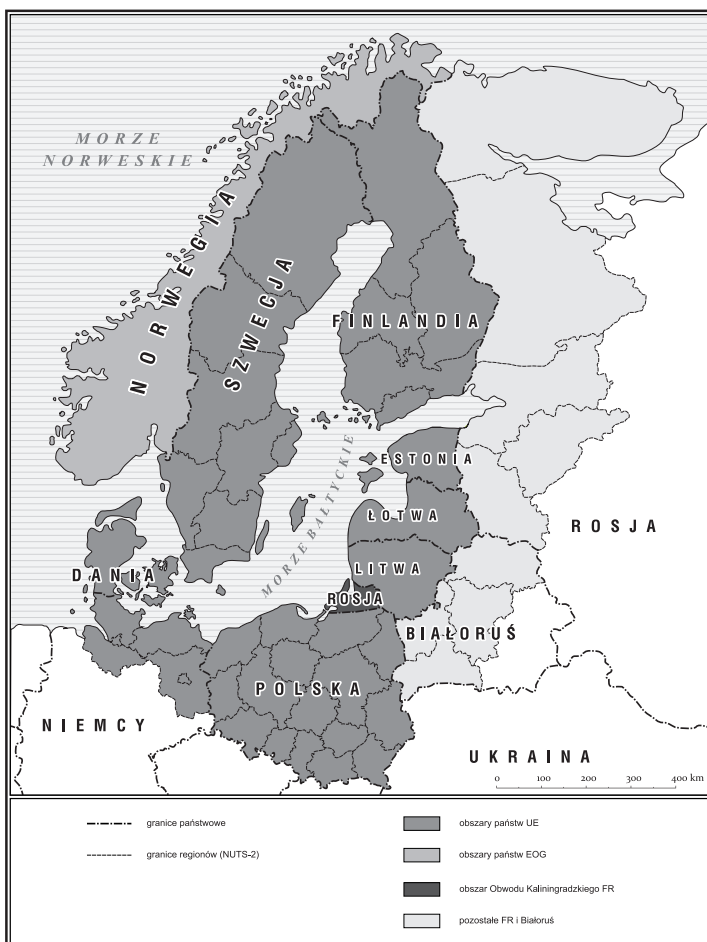 MORZE
NORWESKIE
NORWEGIA
SZWECJA
FINLANDIA
MORZE BAŁTYCKIE
ESTONIA
ŁOTWA
ROSJA
DANIA
LITWA
ROSJA
BIAŁORUŚ
POLSKA
NIEMCY
UKRAINA
0 100 200 300 400 km
granice państwowe
granice regionów (NUTS-2)
obszary państw UE
obszary państw EOG
obszar Obwodu Kaliningradzkiego FR
pozostałe FR i Białoruś